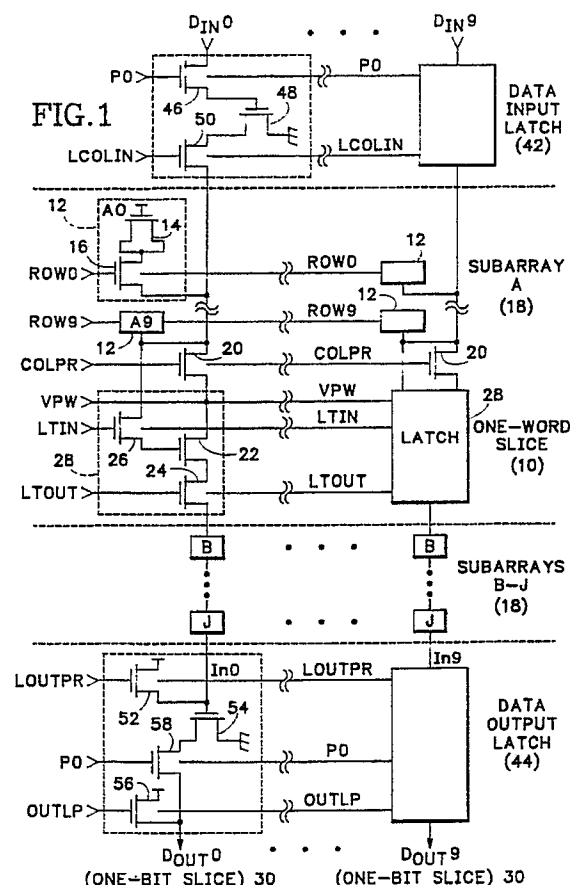 DIN0 DIN9
P0 P0
46 48
FIG.1
50
DATA INPUT LATCH (42)
LCOLIN LCOLIN
12 A0 14
16 12
ROW0 ROW0
SUBARRAY A (18)
12
ROW9 A9 ROW9
12 20 20
COLPR COLPR
VPW VPW
28
LTIN LTIN
LATCH
ONE-WORD SLICE (10)
28 26 22
24
LTOUT LTOUT
B B
SUBARRAYS B-J (18)
J J
In0 In9
LOUTPR LOUTPR
52 54
58
DATA OUTPUT LATCH (44)
P0 P0
56
OUTLP OUTLP
DOUT0 DOUT9
(ONE-BIT SLICE) 30 (ONE-BIT SLICE) 30